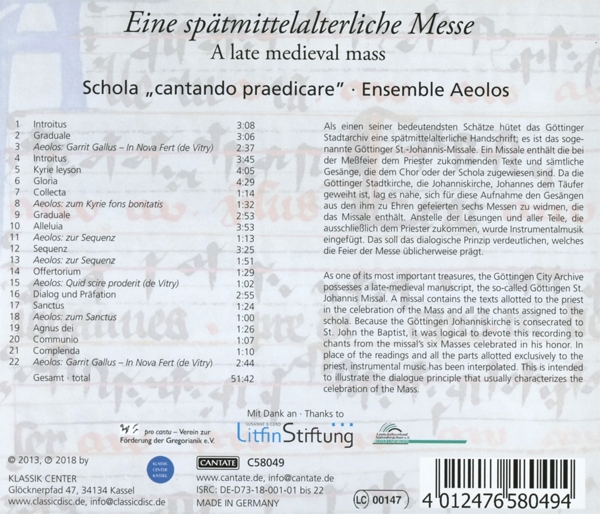 Eine spätmittelalterliche Messe
A late medieval mass
Schola „cantando praedicare” · Ensemble Aeolos
1 Introitus 3:08
2 Graduale 3:06
3 Aeolos: Garrit Gallus – In Nova Fert (de Vitry) 2:37
4 Introitus 3:45
5 Kyrie leyson 4:05
6 Gloria 4:29
7 Collecta 1:14
8 Aeolos: zum Kyrie fons bonitatis 1:32
9 Graduale 2:53
10 Alleluia 3:53
11 Aeolos: zur Sequenz 1:13
12 Sequenz 3:25
13 Aeolos: zur Sequenz 1:51
14 Offertorium 1:29
15 Aeolos: Quid scire proderit (de Vitry) 1:02
16 Dialog und Präfation 2:55
17 Sanctus 1:24
18 Aeolos: zum Sanctus 1:00
19 Agnus dei 1:26
20 Communio 1:07
21 Complenda 1:10
22 Aeolos: Garrit Gallus – In Nova Fert (de Vitry) 2:44
Gesamt · total 51:42
Als einen seiner bedeutendsten Schätze hütet das Göttinger
Stadtarchiv eine spätmittelalterliche Handschrift; es ist das soge-
nannte Göttinger St.-Johannis-Missale. Ein Missale enthält die bei
der Meßfeier dem Priester zukommenden Texte und sämtliche
Gesänge, die dem Chor oder der Schola zugewiesen sind. Da die
Göttinger Stadtkirche, die Johanniskirche, Johannes dem Täufer
geweiht ist, lag es nahe, sich für diese Aufnahme den Gesängen
aus den ihm zu Ehren gefeierten sechs Messen zu widmen, die
das Missale enthält. Anstelle der Lesungen und aller Teile, die
ausschließlich dem Priester zukommen, wurde Instrumentalmusik
eingefügt. Das soll das dialogische Prinzip verdeutlichen, welches
die Feier der Messe üblicherweise prägt.
As one of its most important treasures, the Göttingen City Archive
possesses a late-medieval manuscript, the so-called Göttingen St.
Johannis Missal. A missal contains the texts allotted to the priest
in the celebration of the Mass and all the chants assigned to the
schola. Because the Göttingen Johanniskirche is consecrated to
St. John the Baptist, it was logical to devote this recording to
chants from the missal's six Masses celebrated in his honor. In
place of the readings and all the parts allotted exclusively to the
priest, instrumental music has been interpolated. This is intended
to illustrate the dialogue principle that usually characterizes the
celebration of the Mass.
Mit Dank an · Thanks to
pro cantu – Verein zur
Förderung der Gregorianik e.V.
LitfinStiftung
℗ 2013, ℗ 2018 by
KLASSIK CENTER
Glöcknerpfad 47, 34134 Kassel
www.classicdisc.de, info@classicdisc.de
KLASSIK
CENTER
KASSEL
CANTATE C58049
www.cantate.de, info@cantate.de
ISRC: DE-D73-18-001-01 bis 22
MADE IN GERMANY
LC 00147
4 012476 580494